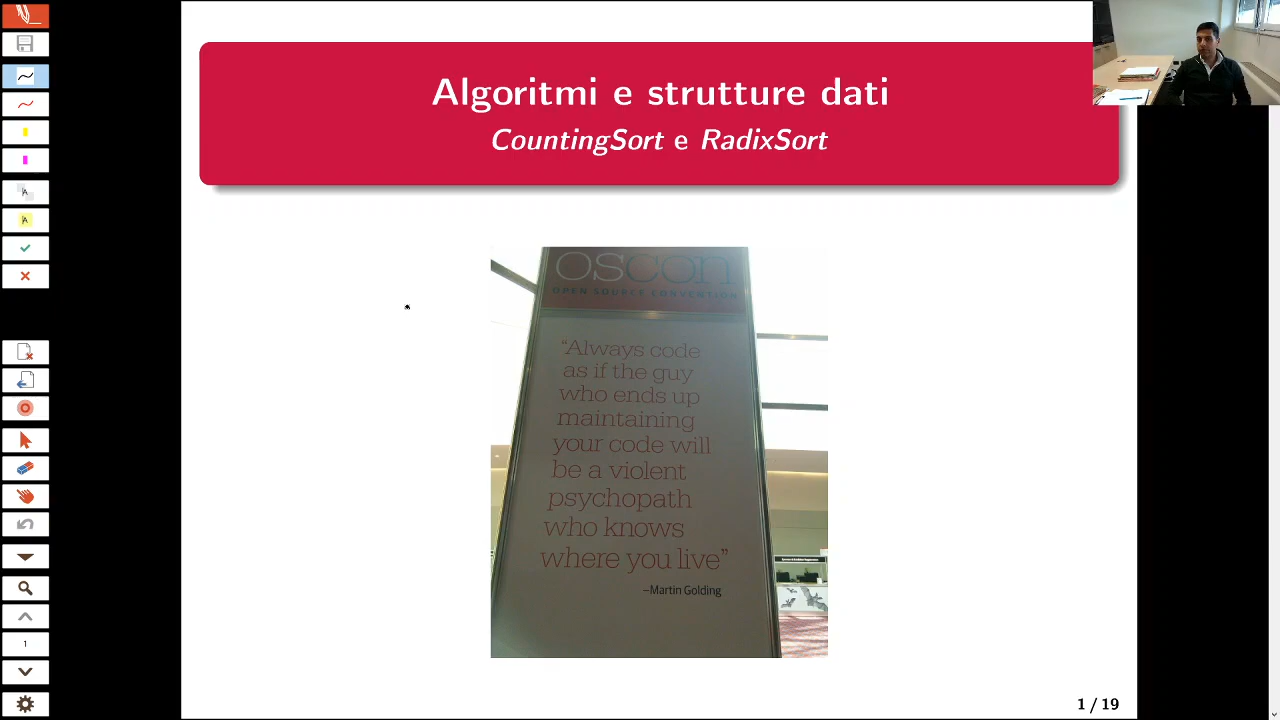 Algoritmi e strutture dati
CountingSort e RadixSort
oscon
OPEN SOURCE CONVENTION
“Always code
as if the guy
who ends up
maintaining
your code will
be a violent
psychopath
who knows
where you live”
–Martin Golding
1 / 19
1